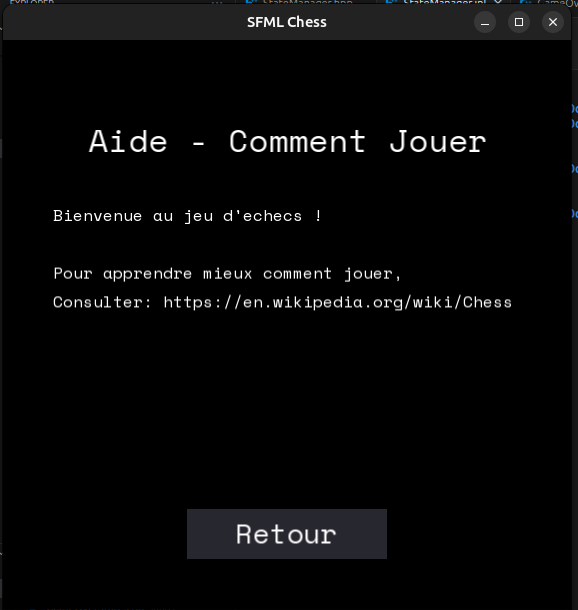 SFML Chess
Aide - Comment Jouer
Bienvenue au jeu d'echecs !
Pour apprendre mieux comment jouer,
Consulter: https://en.wikipedia.org/wiki/Chess
Retour